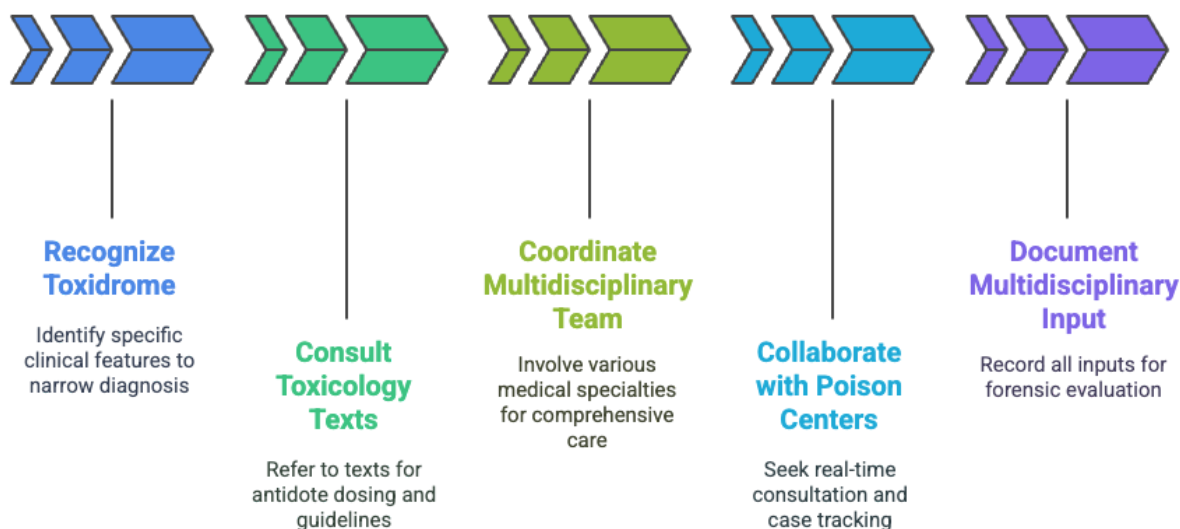 Recognize
Toxidrome
Identify specific
clinical features to
narrow diagnosis
Consult
Toxicology
Texts
Refer to texts for
antidote dosing and
guidelines
Coordinate
Multidisciplinary
Team
Involve various
medical specialties
for comprehensive
care
Collaborate
with Poison
Centers
Seek real-time
consultation and
case tracking
Document
Multidisciplinary
Input
Record all inputs for
forensic evaluation